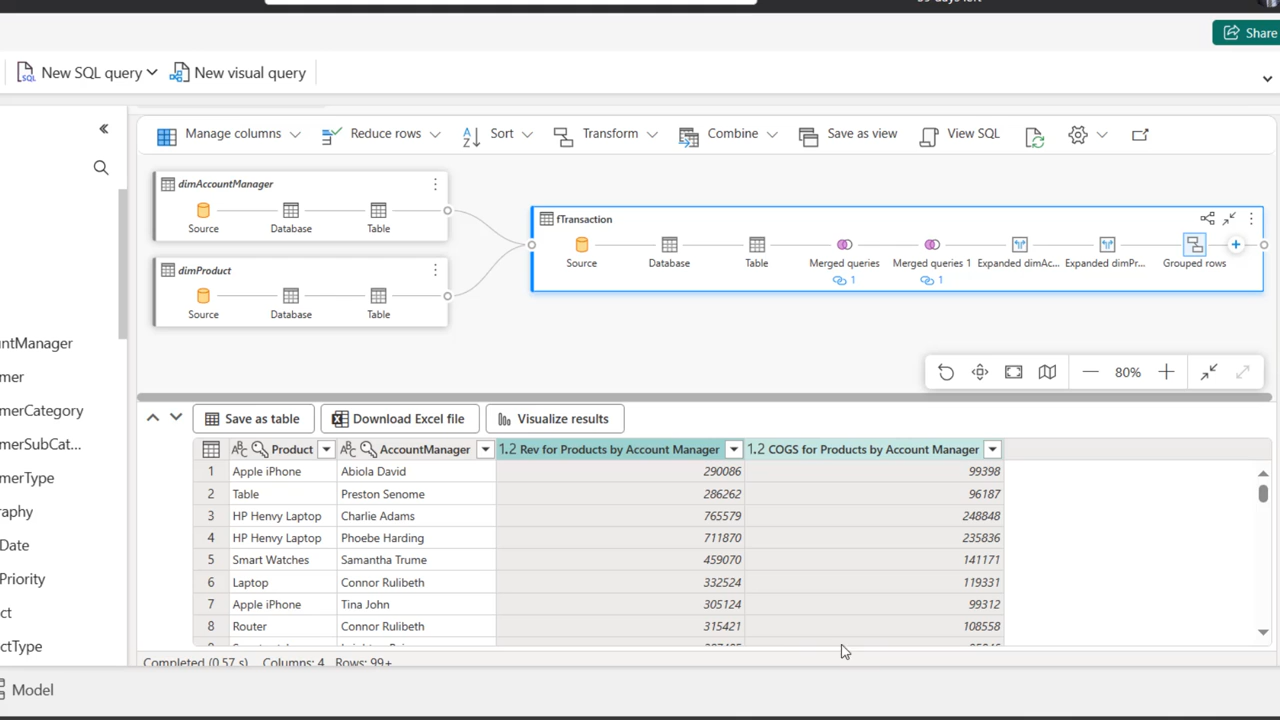 Share
New SQL query
New visual query
Manage columns
Reduce rows
Sort
Transform
Combine
Save as view
View SQL
dimAccountManager
Source
Database
Table
dimProduct
Source
Database
Table
fTransaction
Source
Database
Table
Merged queries
1
Merged queries 1
1
Expanded dimAc...
Expanded dimPr...
Grouped rows
80%
ntManager
mer
merCategory
merSubCat...
merType
raphy
Date
Priority
ct
ctType
Save as table
Download Excel file
Visualize results
Product AccountManager 1.2 Rev for Products by Account Manager 1.2 COGS for Products by Account Manager
1 Apple iPhone Abiola David 290086 99398
2 Table Preston Senome 286262 96187
3 HP Henvy Laptop Charlie Adams 765579 248848
4 HP Henvy Laptop Phoebe Harding 711870 235836
5 Smart Watches Samantha Trume 459070 141171
6 Laptop Connor Rulibeth 332524 119331
7 Apple iPhone Tina John 305124 99312
8 Router Connor Rulibeth 315421 108558
Completed (0.57 s) Columns: 4 Rows: 99+
Model